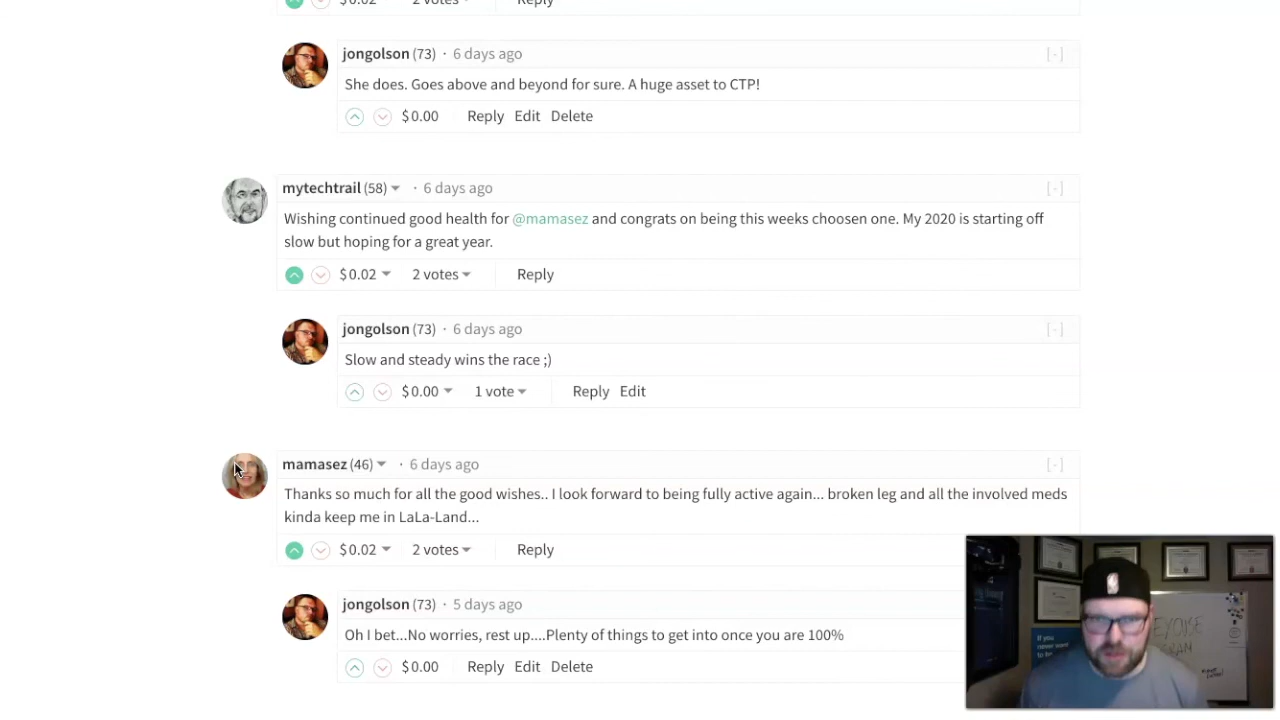 $0.02 2 votes Reply
jongolson (73) · 6 days ago [-]
She does. Goes above and beyond for sure. A huge asset to CTP!
$0.00 Reply Edit Delete
mytechtrail (58) · 6 days ago [-]
Wishing continued good health for @mamasez and congrats on being this weeks choosen one. My 2020 is starting off
slow but hoping for a great year.
$0.02 2 votes Reply
jongolson (73) · 6 days ago [-]
Slow and steady wins the race ;)
$0.00 1 vote Reply Edit
mamasez (46) · 6 days ago [-]
Thanks so much for all the good wishes.. I look forward to being fully active again... broken leg and all the involved meds
kinda keep me in LaLa-Land...
$0.02 2 votes Reply
jongolson (73) · 5 days ago
Oh I bet...No worries, rest up....Plenty of things to get into once you are 100%
$0.00 Reply Edit Delete
If you